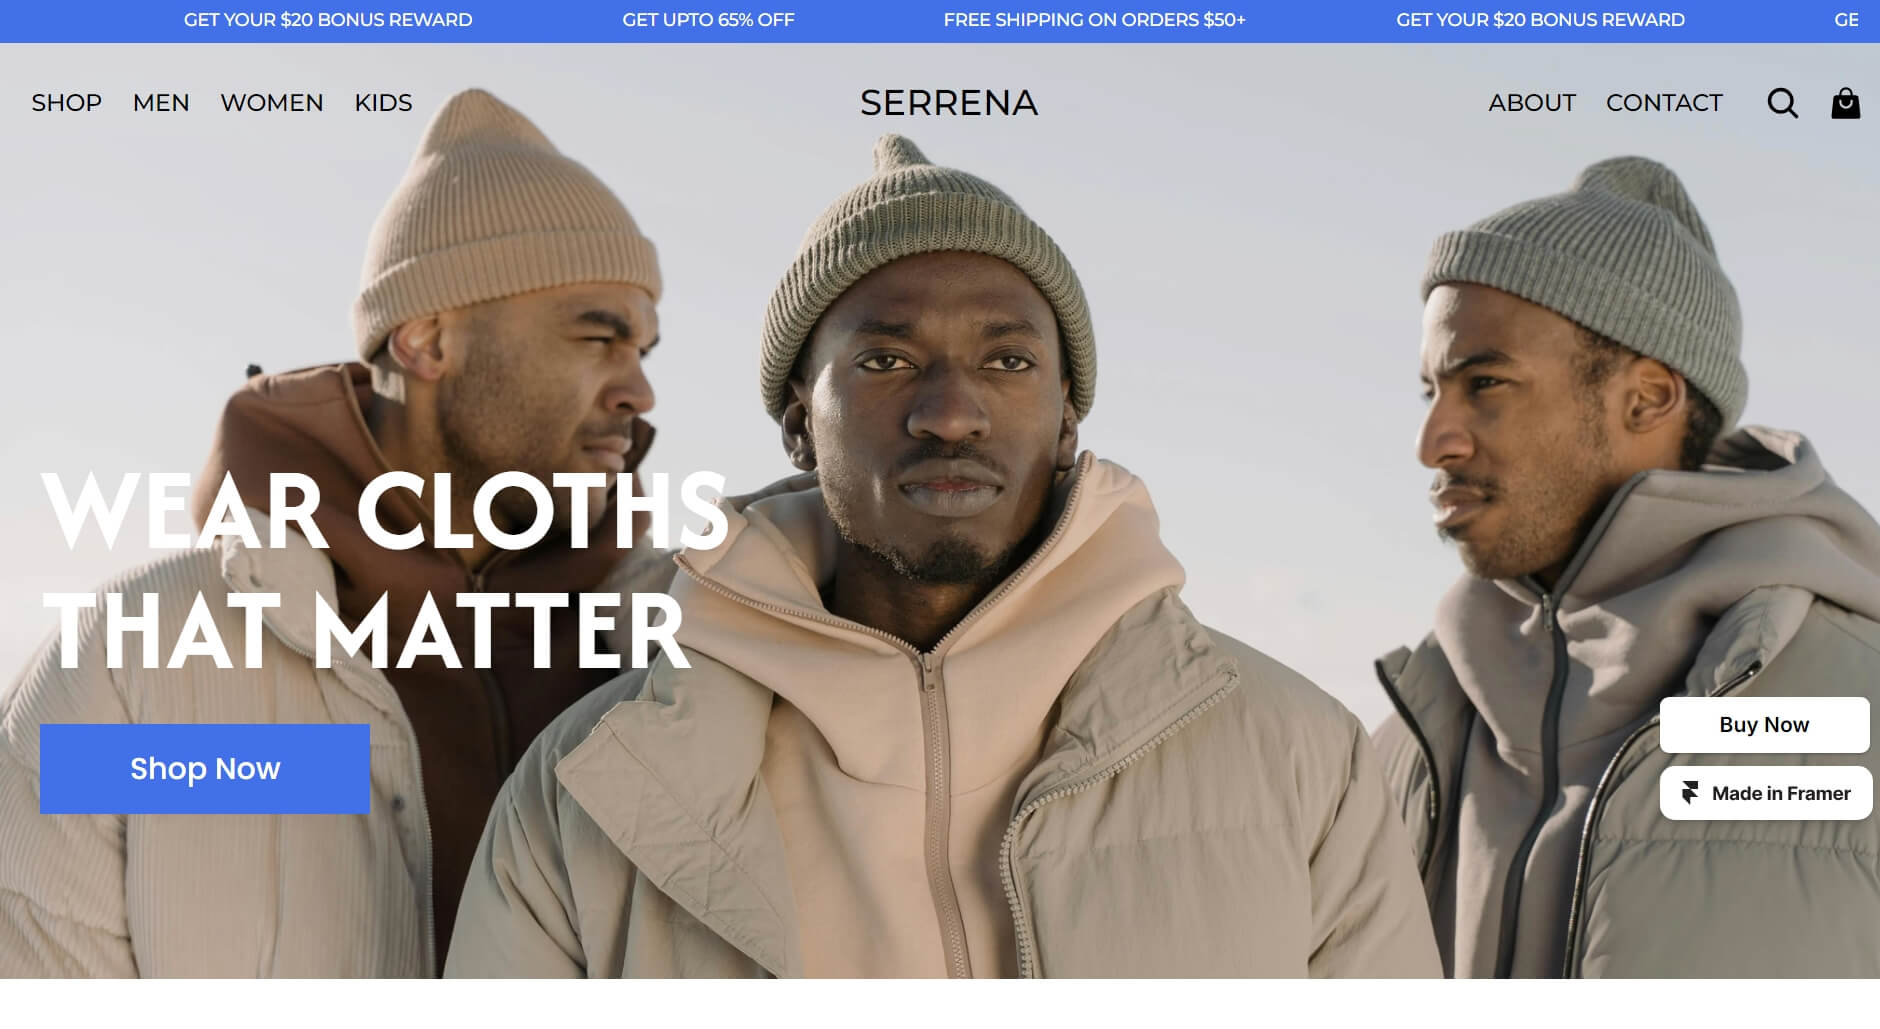 GET YOUR $20 BONUS REWARD GET UPTO 65% OFF FREE SHIPPING ON ORDERS $50+ GET YOUR $20 BONUS REWARD GE
SHOP MEN WOMEN KIDS SERRENA ABOUT CONTACT
WEAR CLOTHS
THAT MATTER
Shop Now
Buy Now
Made in Framer